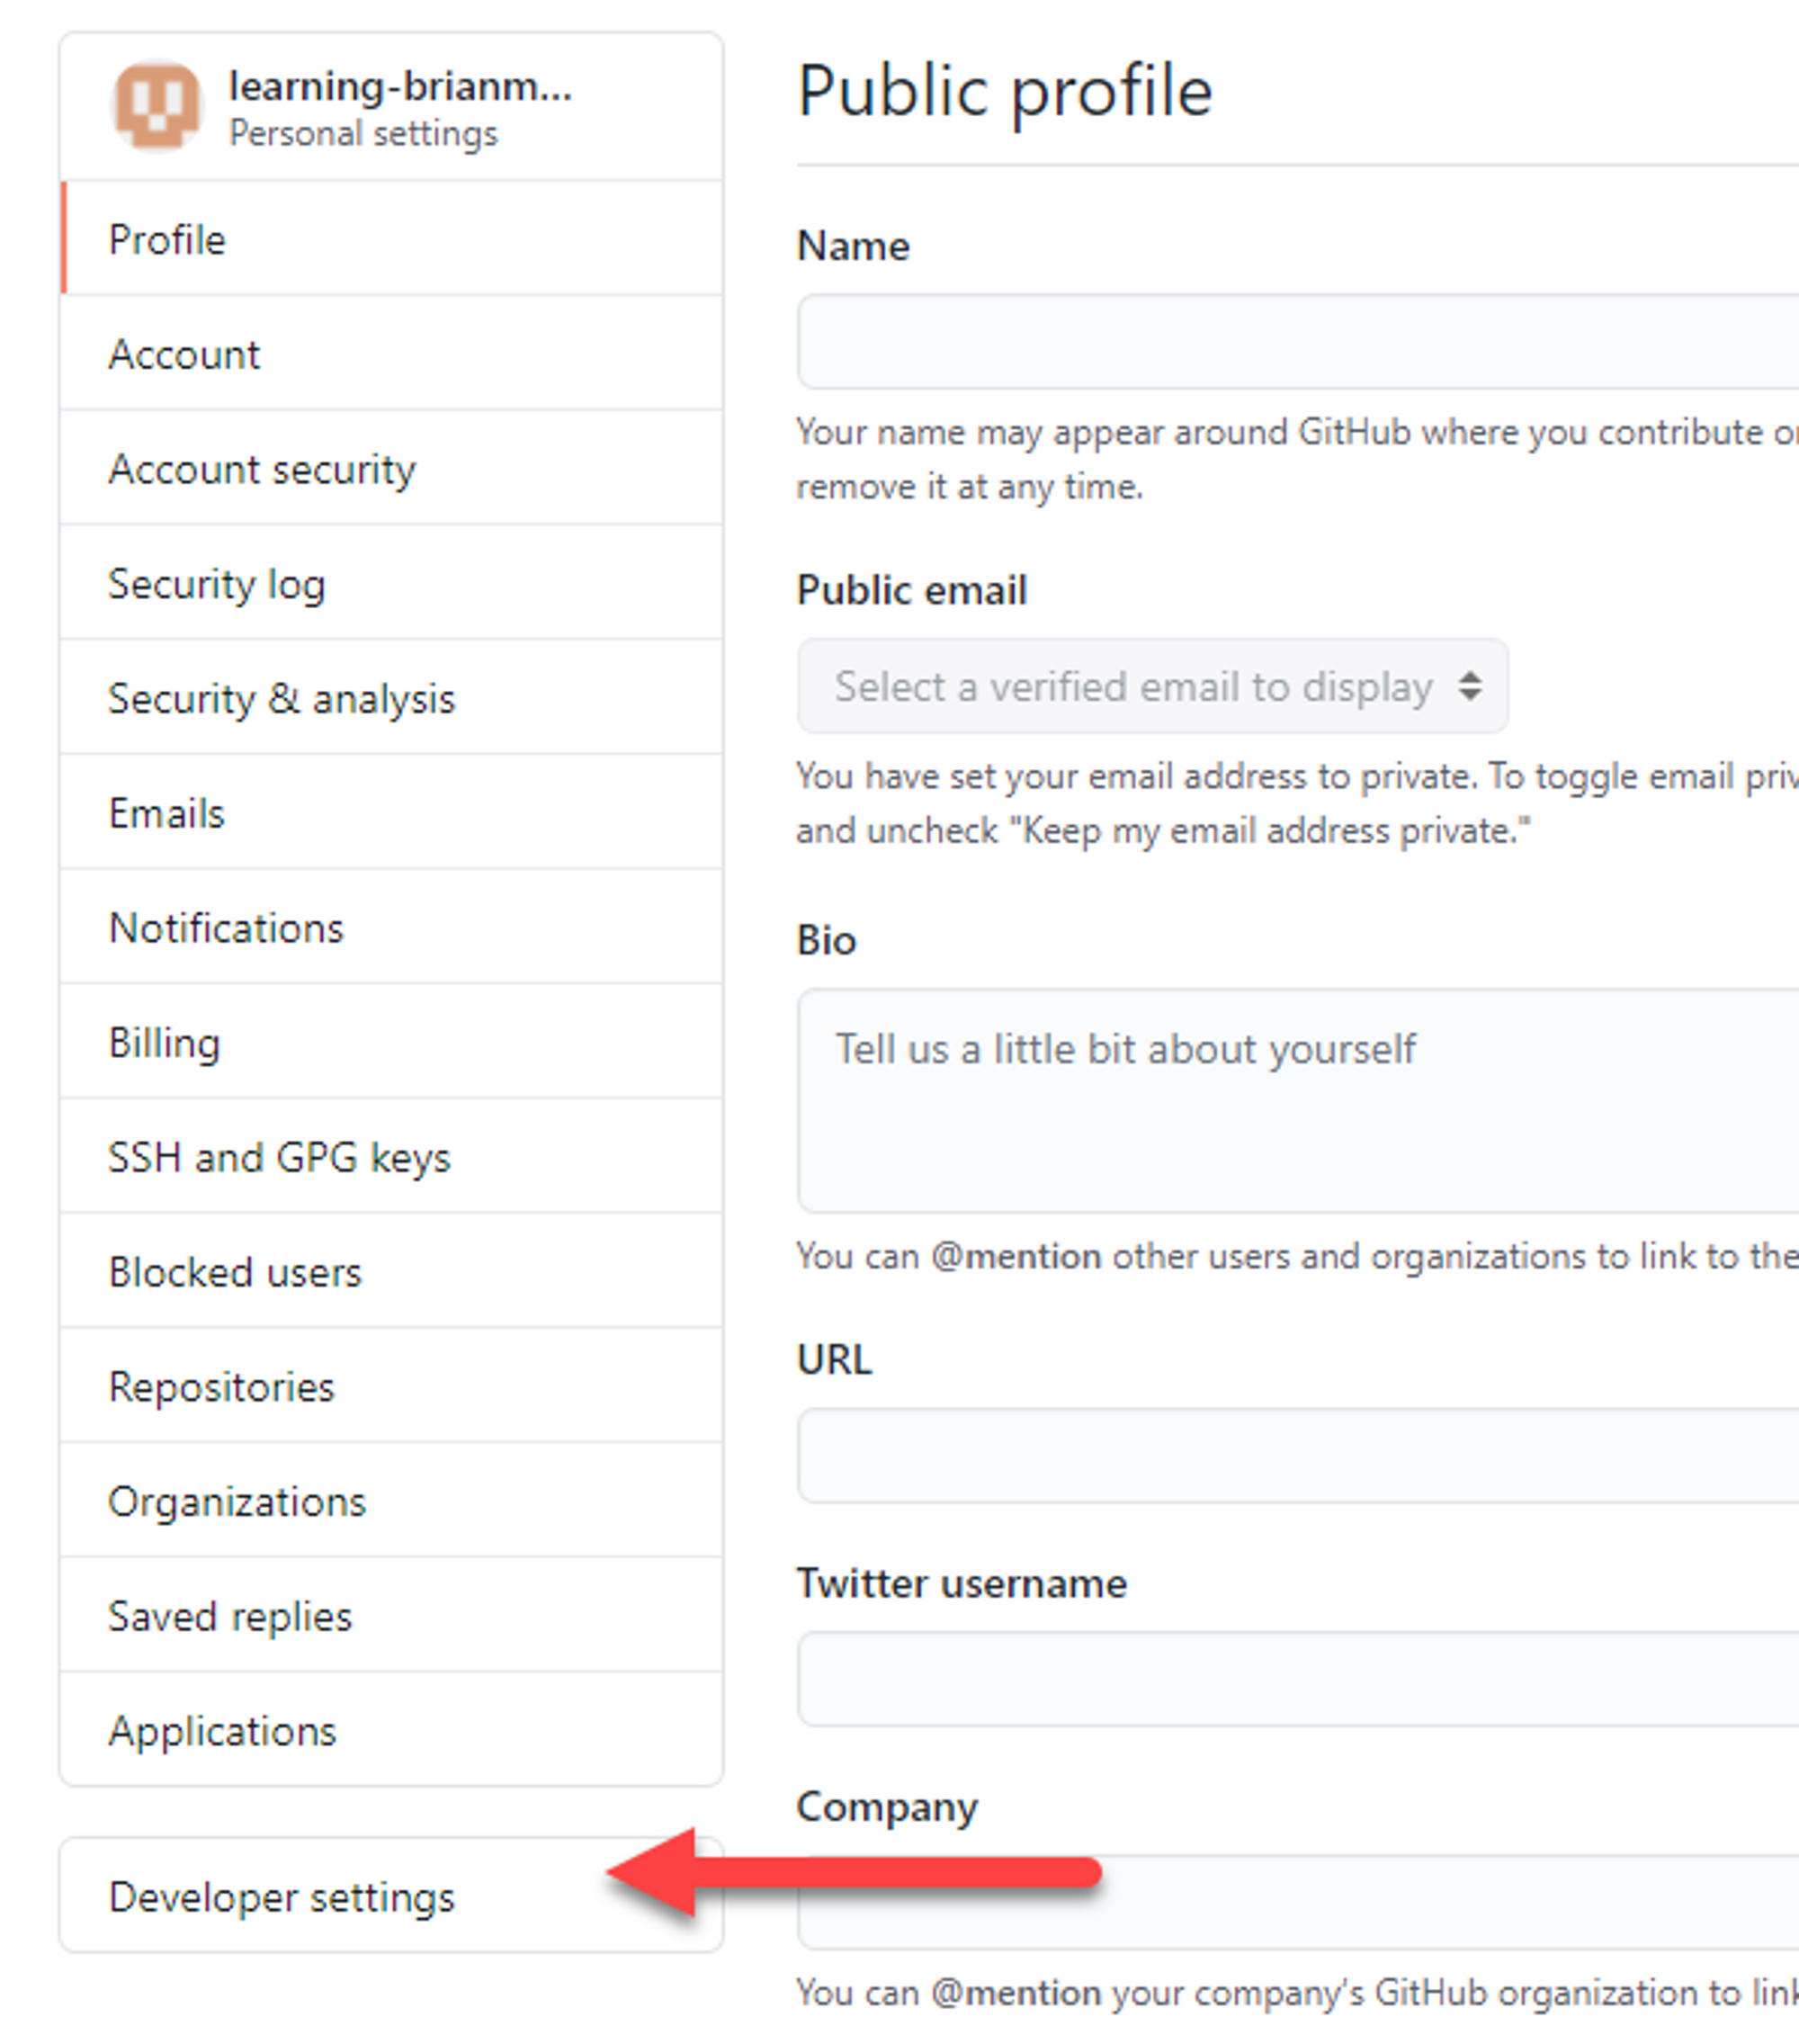 learning-brianm...
Personal settings
Profile
Account
Account security
Security log
Security & analysis
Emails
Notifications
Billing
SSH and GPG keys
Blocked users
Repositories
Organizations
Saved replies
Applications
Developer settings
Public profile
Name
Your name may appear around GitHub where you contribute or
remove it at any time.
Public email
Select a verified email to display
You have set your email address to private. To toggle email priv
and uncheck "Keep my email address private."
Bio
Tell us a little bit about yourself
You can @mention other users and organizations to link to the
URL
Twitter username
Company
You can @mention your company's GitHub organization to link